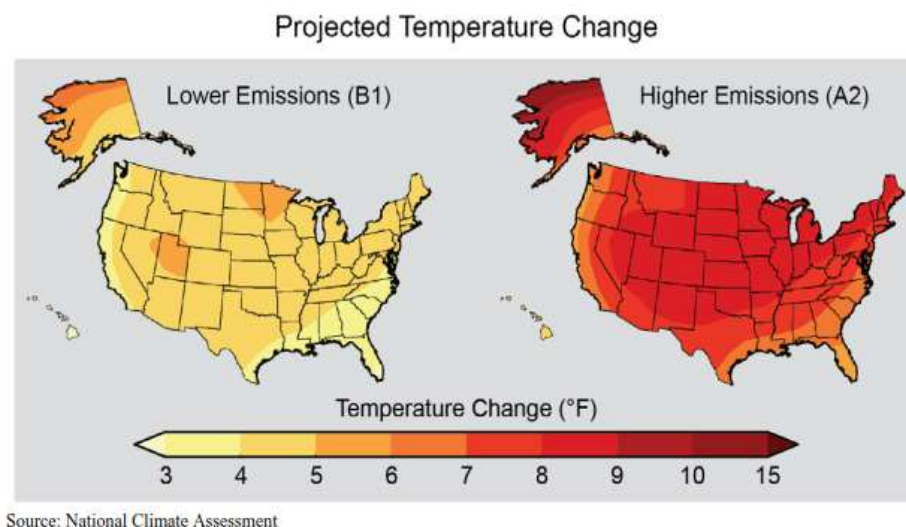 Projected Temperature Change
Lower Emissions (B1)
Higher Emissions (A2)
Temperature Change (°F)
3 4 5 6 7 8 9 10 15
Source: National Climate Assessment